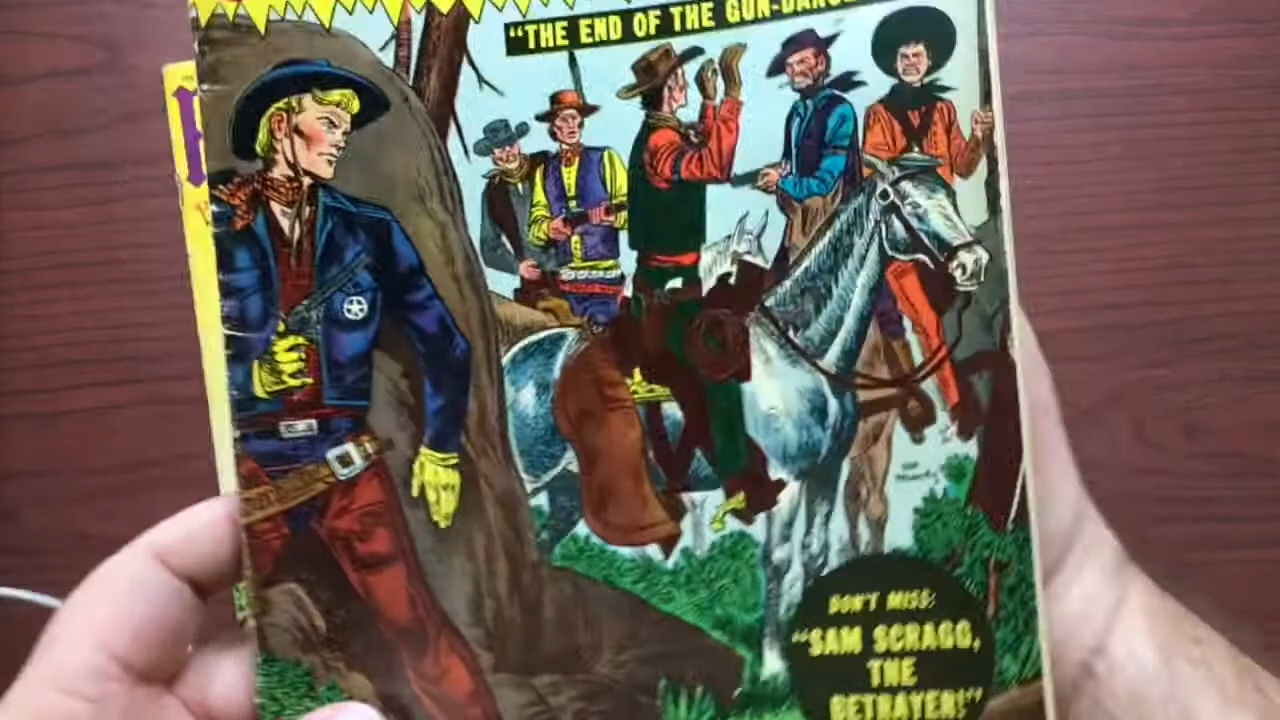 "THE END OF THE GUN-
DON'T MISS:
"SAM SCRAGG,
THE
BETRAYER!"